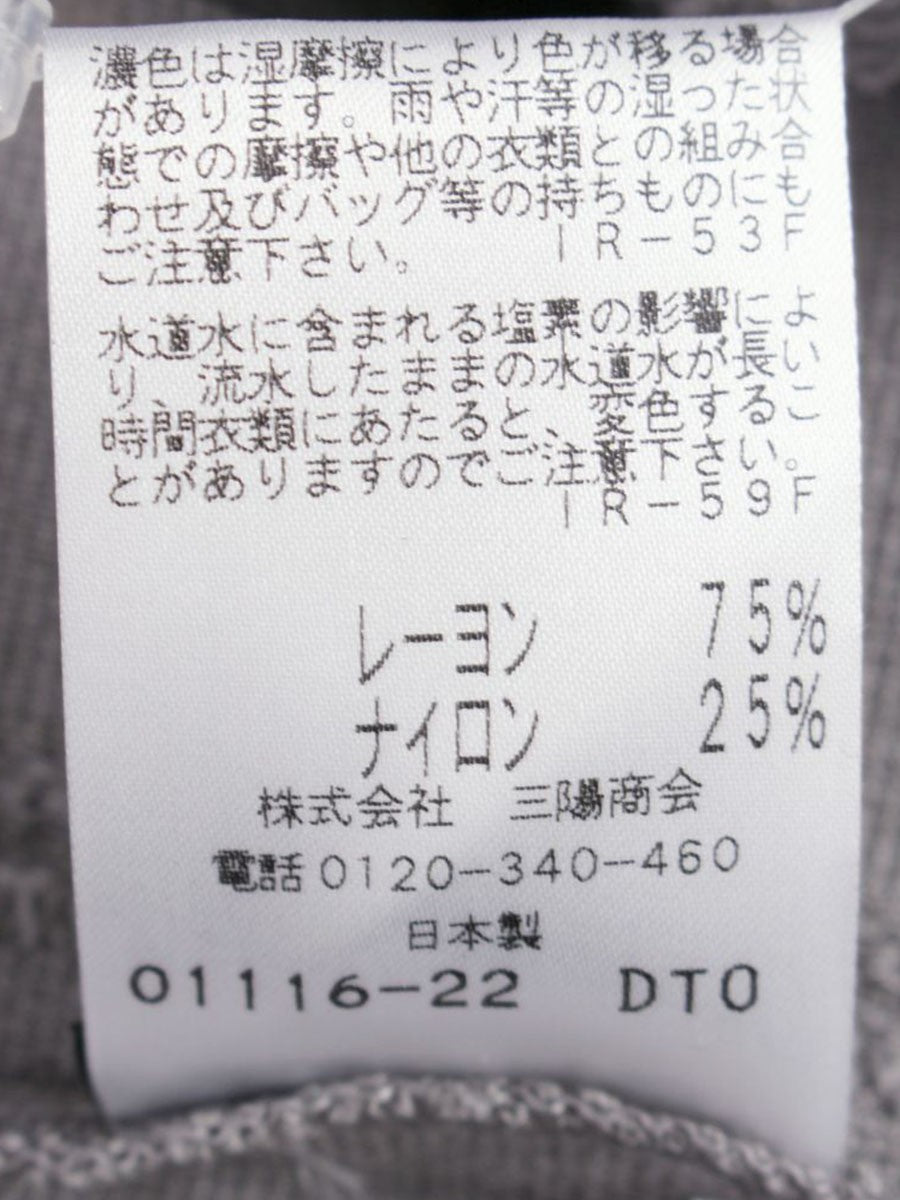 濃色は湿摩擦により色が移る場合
があります。雨や汗等の湿った状
態での摩擦や他の衣類との組み合
わせ及びバッグ等の持ちものにも
ご注意下さい。 －R－53F
水道水に含まれる塩素の影響によ
り、流水したままの水道水が長い
時間衣類にあたると、変色するこ
とがありますのでご注意下さい。
－R－59F
レーヨン 75%
ナイロン 25%
株式会社 三陽商会
電話0120-340-460
日本製
01116-22 DTO